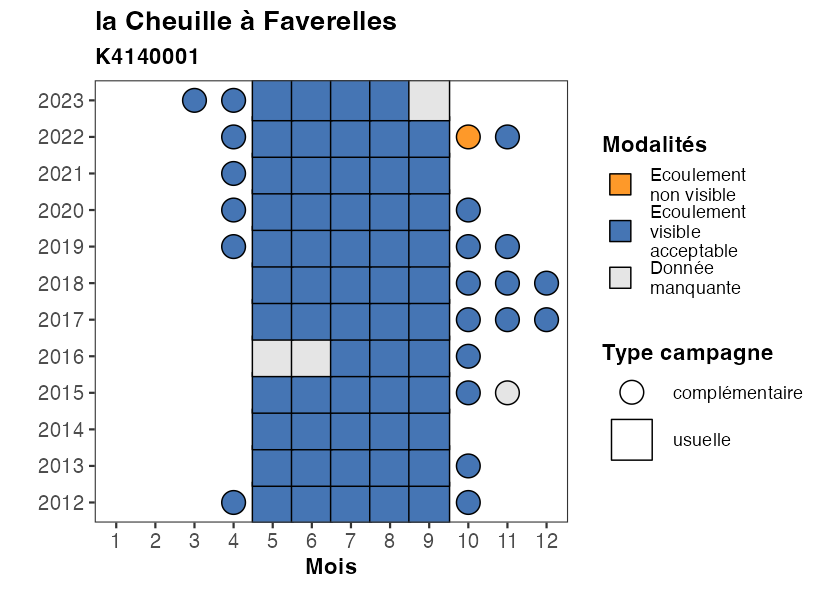 la Cheuille à Faverelles
K4140001
2023
2022
2021
2020
2019
2018
2017
2016
2015
2014
2013
2012
1 2 3 4 5 6 7 8 9 10 11 12
Mois
Modalités
Ecoulement
non visible
Ecoulement
visible
acceptable
Donnée
manquante
Type campagne
complémentaire
usuelle